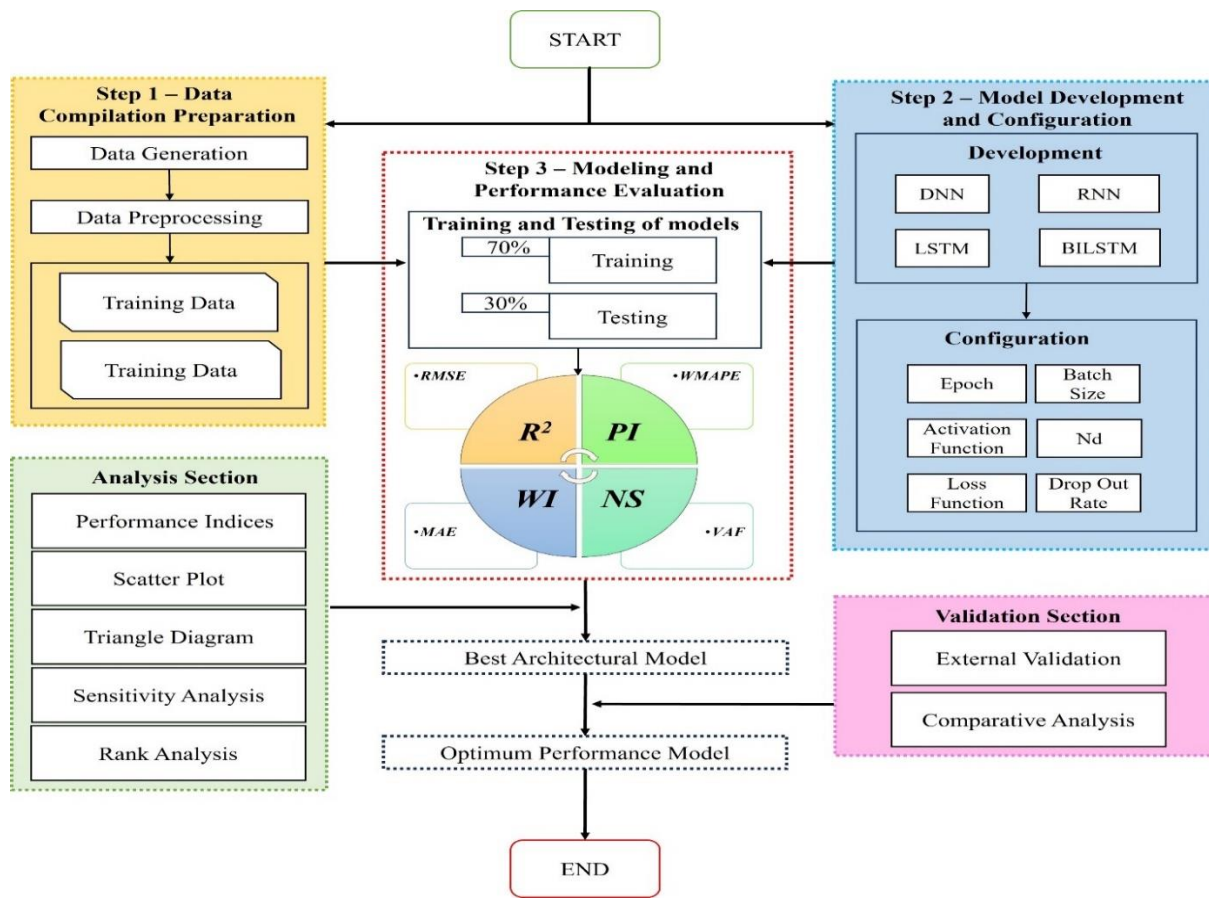 START
Step 1 – Data
Compilation Preparation
Data Generation
Data Preprocessing
Training Data
Training Data
Step 2 – Model Development
and Configuration
Development
DNN
RNN
LSTM
BILSTM
Configuration
Epoch
Batch
Size
Activation
Function
Nd
Loss
Function
Drop Out
Rate
Step 3 – Modeling and
Performance Evaluation
Training and Testing of models
70%
Training
30%
Testing
•RMSE
•WMAPE
R²
PI
WI
NS
•MAE
•VAF
Analysis Section
Performance Indices
Scatter Plot
Triangle Diagram
Sensitivity Analysis
Rank Analysis
Validation Section
External Validation
Comparative Analysis
Best Architectural Model
Optimum Performance Model
END